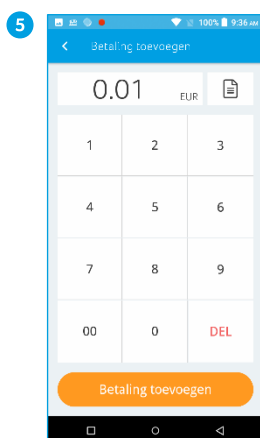 5
100% 9:36 AM
Betaling toevoegen
0.01 EUR
1 2 3
4 5 6
7 8 9
00 0 DEL
Betaling toevoegen